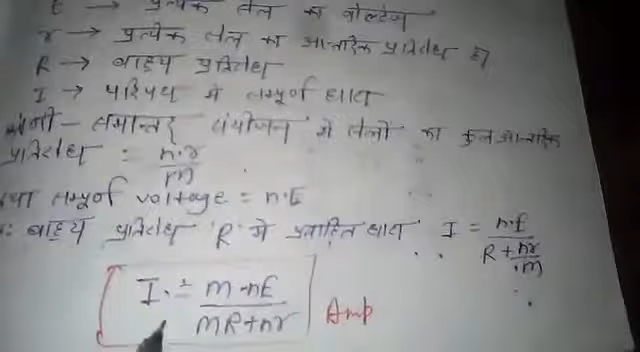 E → प्रत्येक सेल का वोल्टेज
r → प्रत्येक सेल का आन्तरिक प्रतिरोध हो
R → बाह्य प्रतिरोध
I → परिपथ में सम्पूर्ण धारा
श्रेणी - समान्तर संयोजन में सेलों का कुल आन्तरिक
प्रतिरोध = n·r/m
तथा सम्पूर्ण voltage = n·E
∴ बाह्य प्रतिरोध 'R' में प्रवाहित धारा I = n·E/(R + nr/m)
I = m·nE/(mR+nr) Amp